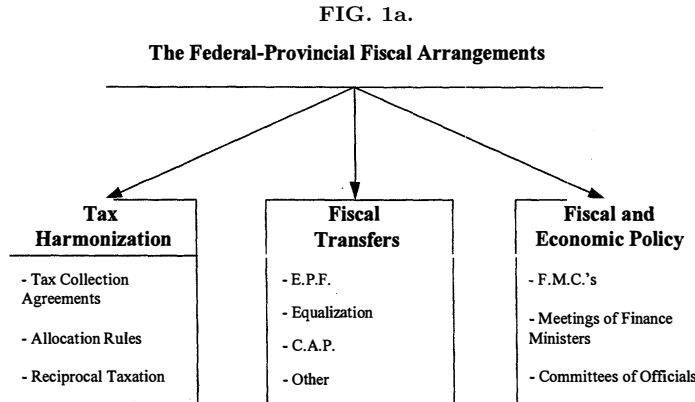 FIG. 1a.
The Federal-Provincial Fiscal Arrangements
Tax
Harmonization
- Tax Collection
Agreements
- Allocation Rules
- Reciprocal Taxation
Fiscal
Transfers
- E.P.F.
- Equalization
- C.A.P.
- Other
Fiscal and
Economic Policy
- F.M.C.'s
- Meetings of Finance
Ministers
- Committees of Officials